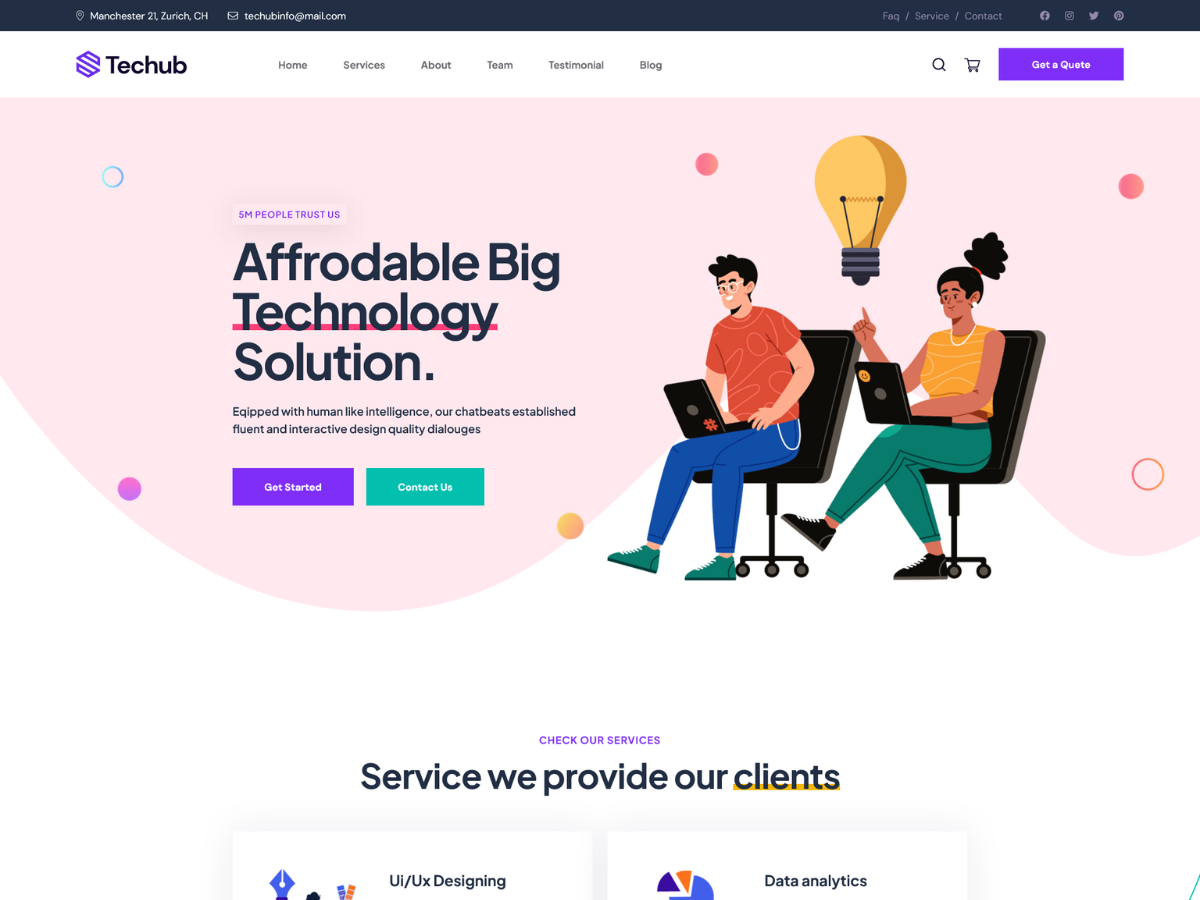 Manchester 21, Zurich, CH
techubinfo@mail.com
Faq / Service / Contact
Techub
Home
Services
About
Team
Testimonial
Blog
Get a Quete
5M PEOPLE TRUST US
Affrodable Big
Technology
Solution.
Eqipped with human like intelligence, our chatbeats established
fluent and interactive design quality dialouges
Get Started
Contact Us
CHECK OUR SERVICES
Service we provide our clients
Ui/Ux Designing
Data analytics